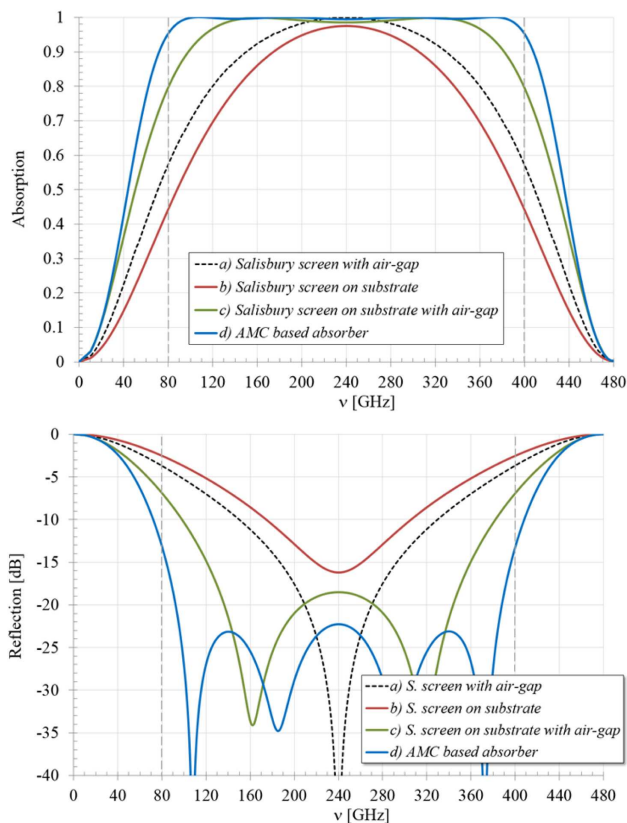 1
0.9
0.8
0.7
0.6
0.5
0.4
0.3
0.2
0.1
0
Absorption
a) Salisbury screen with air-gap
b) Salisbury screen on substrate
c) Salisbury screen on substrate with air-gap
d) AMC based absorber
0 40 80 120 160 200 240 280 320 360 400 440 480
ν [GHz]
0
-5
-10
-15
-20
-25
-30
-35
-40
Reflection [dB]
a) S. screen with air-gap
b) S. screen on substrate
c) S. screen on substrate with air-gap
d) AMC based absorber
0 40 80 120 160 200 240 280 320 360 400 440 480
ν [GHz]